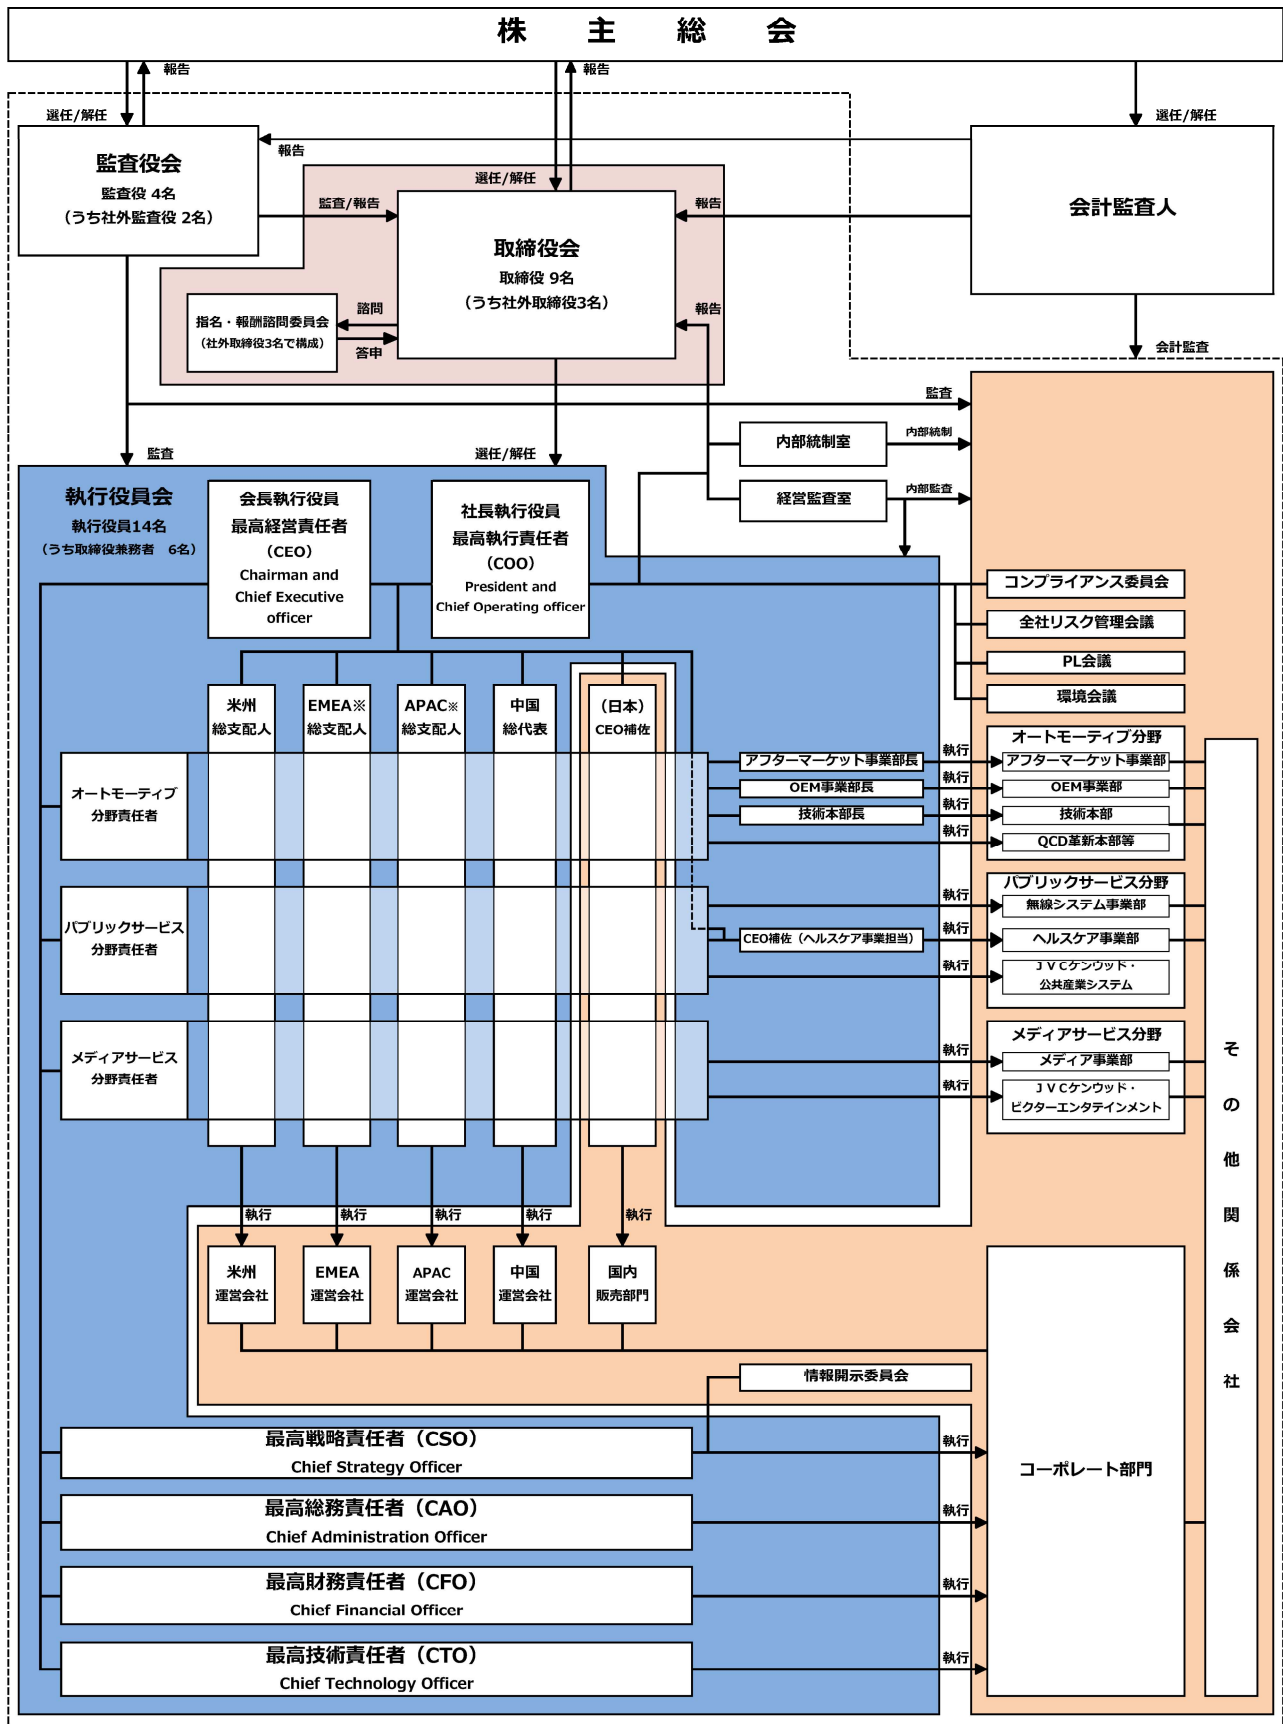 株主総会
報告
報告
選任/解任
選任/解任
監査役会
監査役 4名
（うち社外監査役 2名）
報告
会計監査人
選任/解任
監査/報告
報告
取締役会
取締役 9名
（うち社外取締役3名）
諮問
報告
指名・報酬諮問委員会
（社外取締役3名で構成）
答申
会計監査
監査
内部統制室
内部統制
監査
選任/解任
経営監査室
内部監査
執行役員会
執行役員14名
（うち取締役兼務者　6名）
会長執行役員
最高経営責任者
（CEO）
Chairman and
Chief Executive
officer
社長執行役員
最高執行責任者
（COO）
President and
Chief Operating officer
コンプライアンス委員会
全社リスク管理会議
PL会議
環境会議
米州
総支配人
EMEA※
総支配人
APAC※
総支配人
中国
総代表
（日本）
CEO補佐
オートモーティブ
分野責任者
アフターマーケット事業部長
OEM事業部長
技術本部長
執行
執行
執行
執行
オートモーティブ分野
アフターマーケット事業部
OEM事業部
技術本部
QCD革新本部等
パブリックサービス
分野責任者
CEO補佐（ヘルスケア事業担当）
執行
執行
執行
パブリックサービス分野
無線システム事業部
ヘルスケア事業部
ＪＶＣケンウッド・
公共産業システム
メディアサービス
分野責任者
執行
執行
メディアサービス分野
メディア事業部
ＪＶＣケンウッド・
ビクターエンタテインメント
その他関係会社
執行
執行
執行
執行
執行
米州
運営会社
EMEA
運営会社
APAC
運営会社
中国
運営会社
国内
販売部門
情報開示委員会
最高戦略責任者（CSO）
Chief Strategy Officer
執行
コーポレート部門
最高総務責任者（CAO）
Chief Administration Officer
執行
最高財務責任者（CFO）
Chief Financial Officer
執行
最高技術責任者（CTO）
Chief Technology Officer
執行